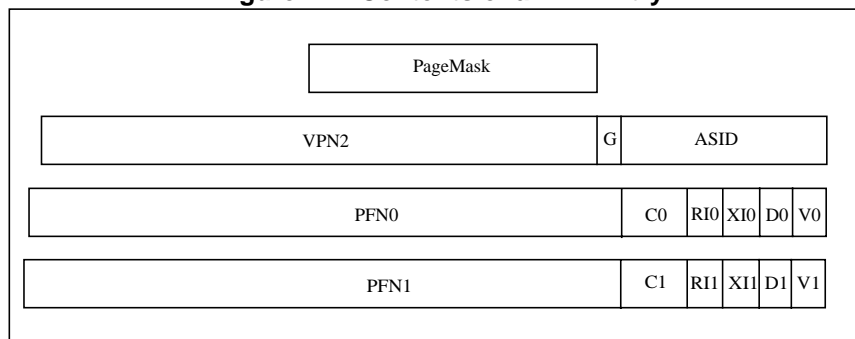 PageMask
VPN2 G ASID
PFN0 C0 RI0 XI0 D0 V0
PFN1 C1 RI1 XI1 D1 V1